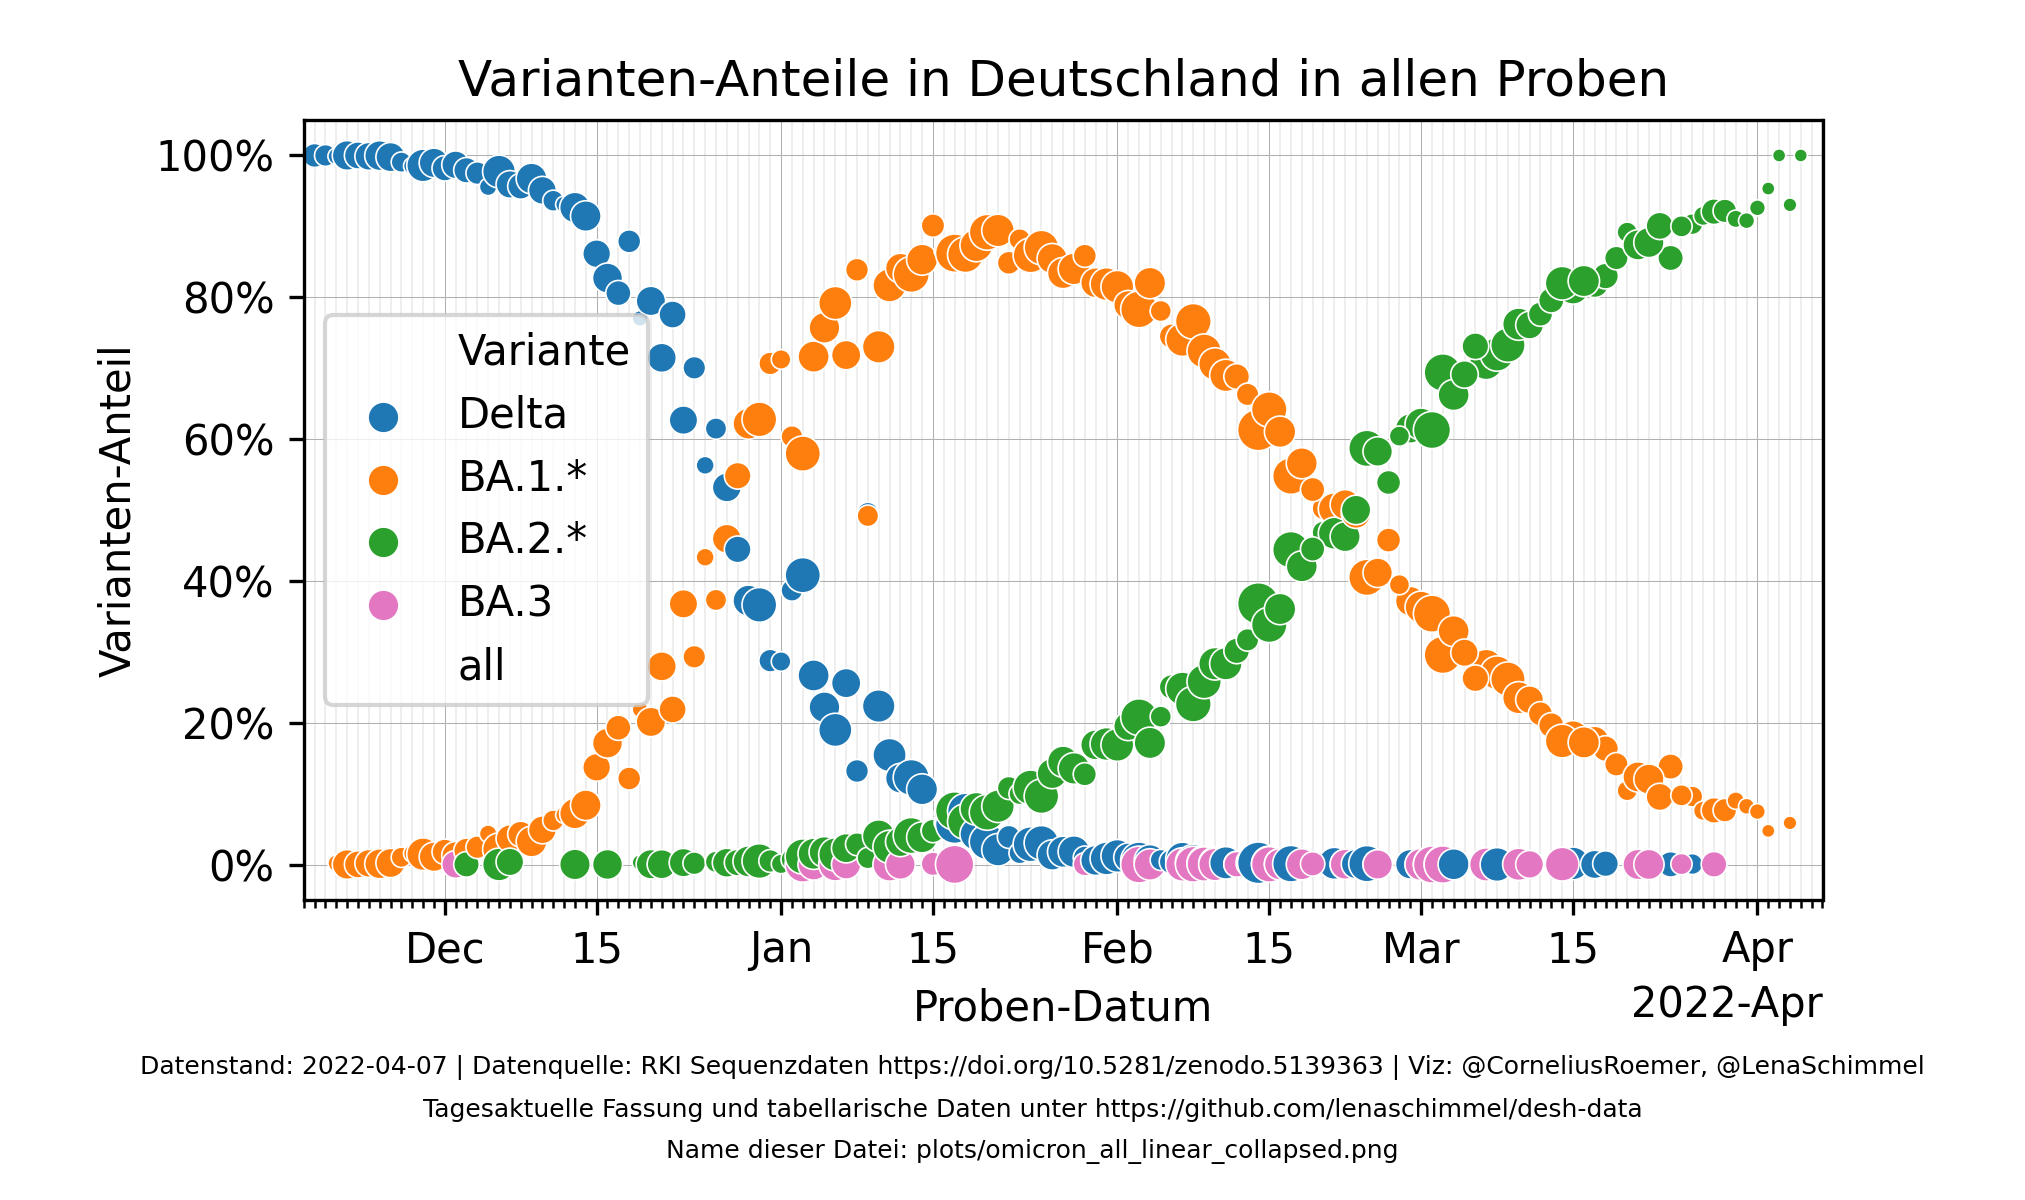 Varianten-Anteile in Deutschland in allen Proben
Varianten-Anteil
100%
80%
60%
40%
20%
0%
Variante
Delta
BA.1.*
BA.2.*
BA.3
all
Dec 15 Jan 15 Feb 15 Mar 15 Apr
Proben-Datum
2022-Apr
Datenstand: 2022-04-07 | Datenquelle: RKI Sequenzdaten https://doi.org/10.5281/zenodo.5139363 | Viz: @CorneliusRoemer, @LenaSchimmel
Tagesaktuelle Fassung und tabellarische Daten unter https://github.com/lenaschimmel/desh-data
Name dieser Datei: plots/omicron_all_linear_collapsed.png